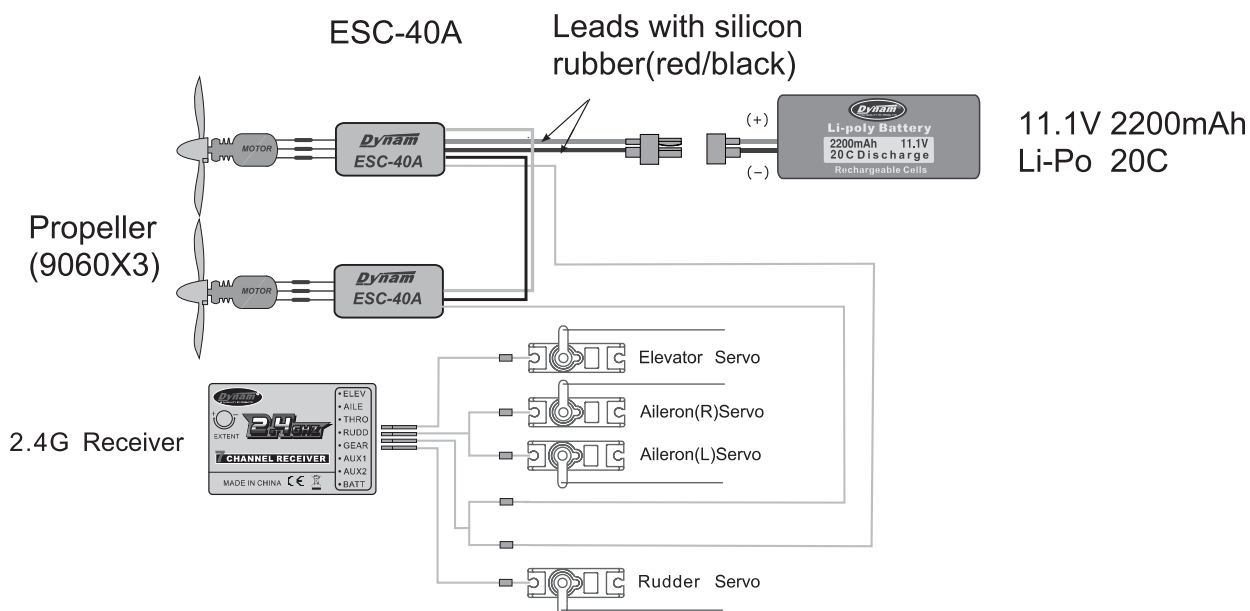 ESC-40A
Leads with silicon
rubber(red/black)
MOTOR
Dynam
ESC-40A
(+)
(-)
Dynam
Li-poly Battery
2200mAh 11.1V
20C Discharge
Rechargeable Cells
11.1V 2200mAh
Li-Po 20C
Propeller
(9060X3)
MOTOR
Dynam
ESC-40A
2.4G Receiver
Dynam
EXTENT
2.4GHZ
7 CHANNEL RECEIVER
MADE IN CHINA CE
• ELEV
• AILE
• THRO
• RUDD
• GEAR
• AUX1
• AUX2
• BATT
Elevator Servo
Aileron(R)Servo
Aileron(L)Servo
Rudder Servo